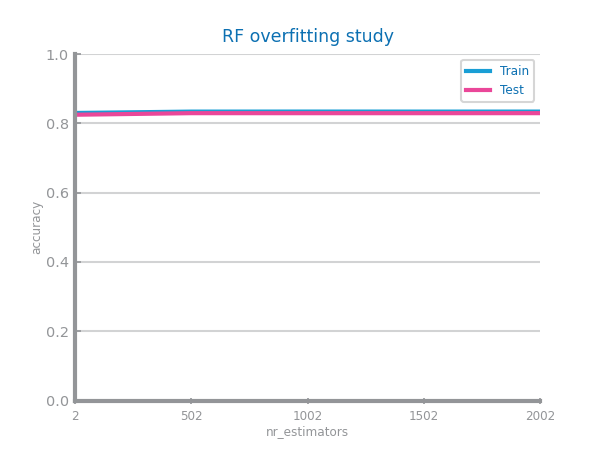 RF overfitting study
Train
Test
1.0
0.8
0.6
0.4
0.2
0.0
accuracy
2 502 1002 1502 2002
nr_estimators